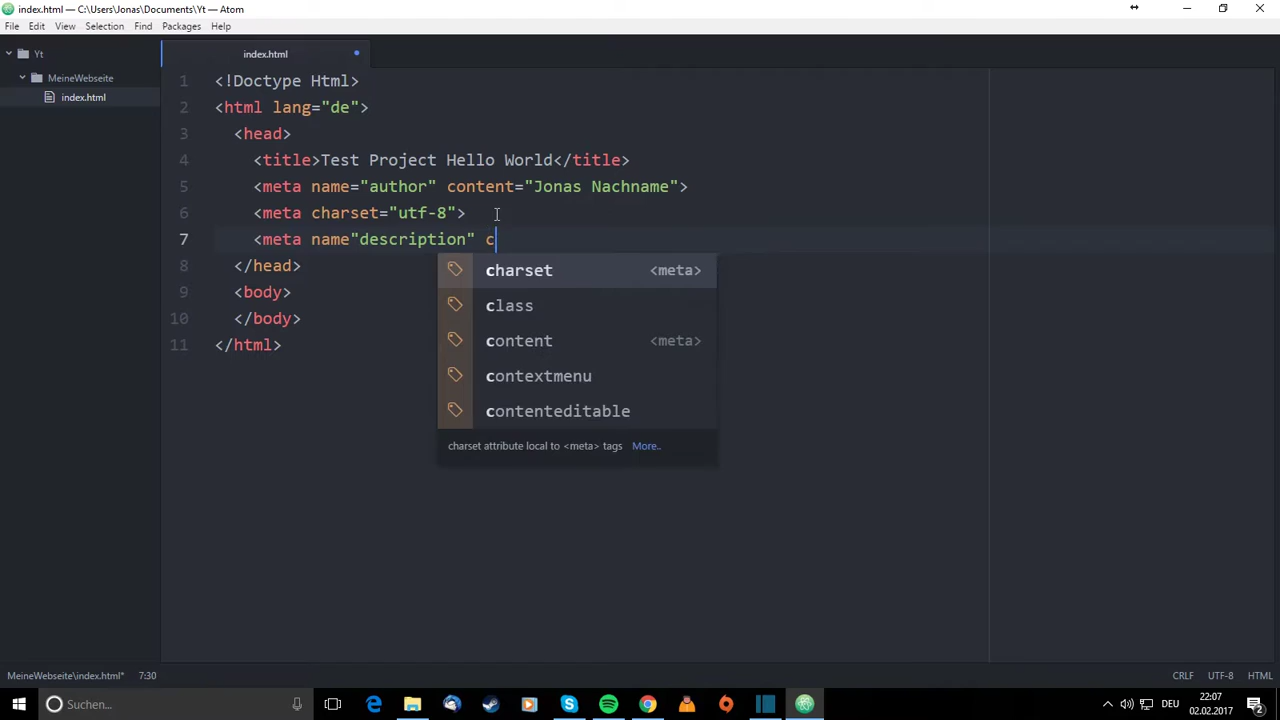 index.html — C:\Users\Jonas\Documents\Yt — Atom
File Edit View Selection Find Packages Help
Yt
MeineWebseite
index.html
index.html
1 <!Doctype Html>
2 <html lang="de">
3 <head>
4 <title>Test Project Hello World</title>
5 <meta name="author" content="Jonas Nachname">
6 <meta charset="utf-8">
7 <meta name"description" c
8 </head>
9 <body>
10 </body>
11 </html>
charset <meta>
class
content <meta>
contextmenu
contenteditable
charset attribute local to <meta> tags More..
MeineWebseite\index.html* 7:30 CRLF UTF-8 HTML
Suchen...
DEU
22:07
02.02.2017
2